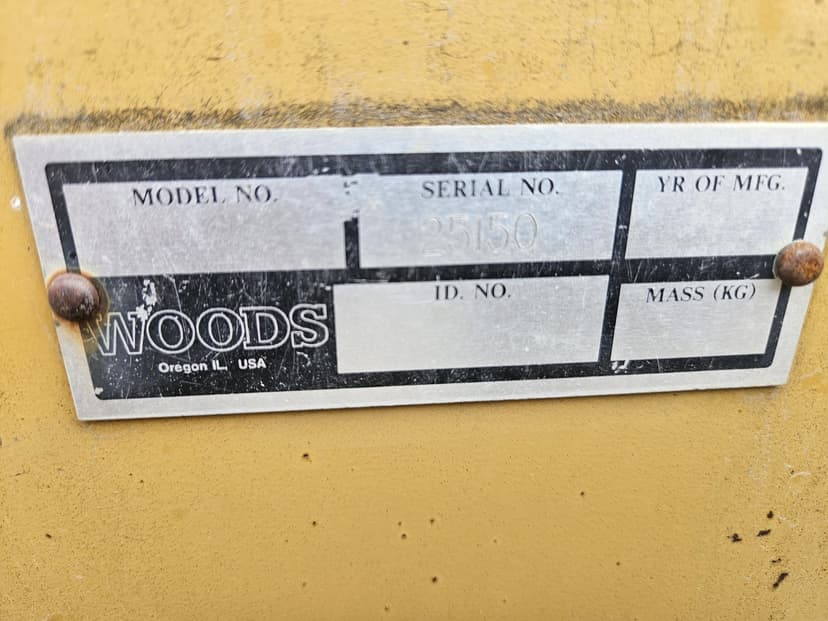 MODEL NO. SERIAL NO. YR OF MFG.
25150
WOODS ID. NO. MASS (KG)
Oregon IL, USA